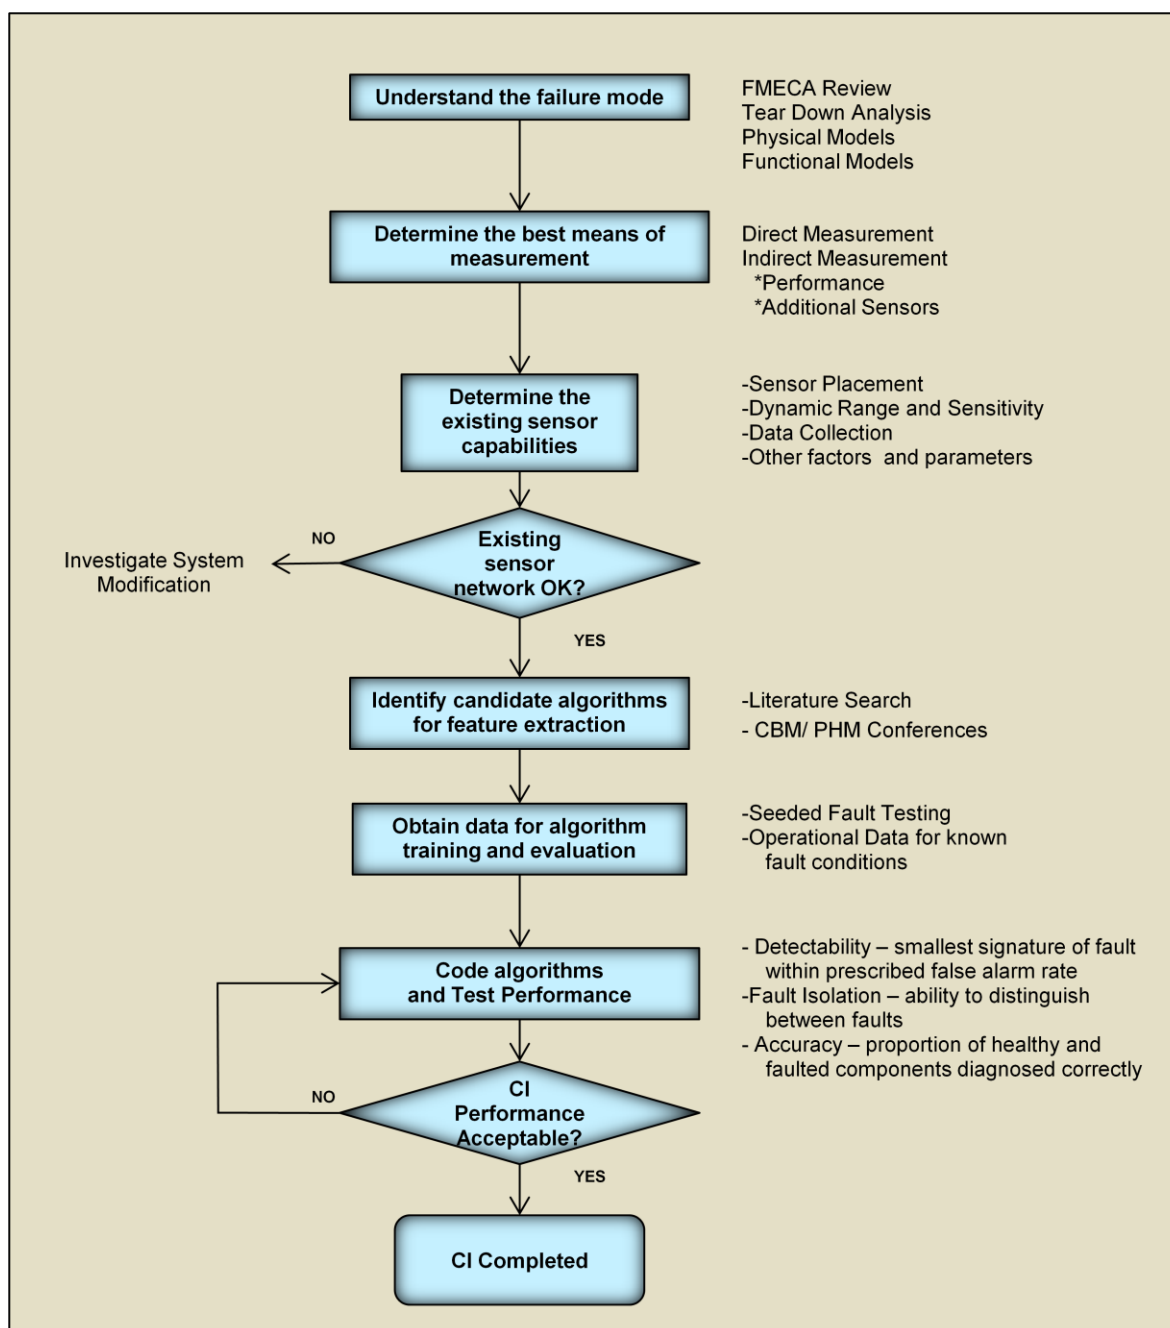 Understand the failure mode
FMECA Review
Tear Down Analysis
Physical Models
Functional Models
Determine the best means of
measurement
Direct Measurement
Indirect Measurement
*Performance
*Additional Sensors
Determine the
existing sensor
capabilities
-Sensor Placement
-Dynamic Range and Sensitivity
-Data Collection
-Other factors and parameters
Existing
sensor
network OK?
NO
Investigate System
Modification
YES
Identify candidate algorithms
for feature extraction
-Literature Search
- CBM/ PHM Conferences
Obtain data for algorithm
training and evaluation
-Seeded Fault Testing
-Operational Data for known
fault conditions
Code algorithms
and Test Performance
- Detectability – smallest signature of fault
within prescribed false alarm rate
-Fault Isolation – ability to distinguish
between faults
- Accuracy – proportion of healthy and
faulted components diagnosed correctly
CI
Performance
Acceptable?
NO
YES
CI Completed